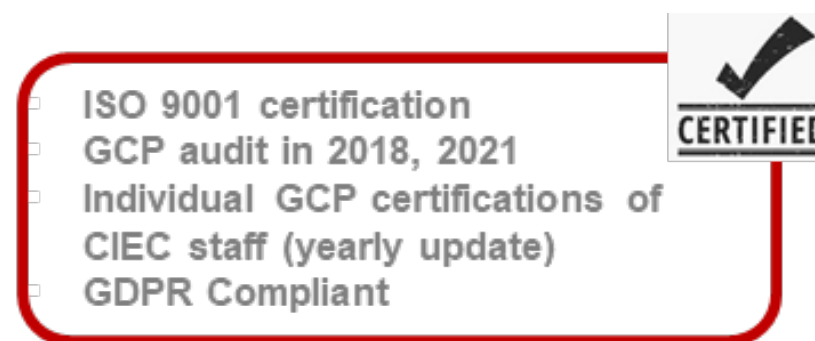 CERTIFIED
ISO 9001 certification
GCP audit in 2018, 2021
Individual GCP certifications of
CIEC staff (yearly update)
GDPR Compliant